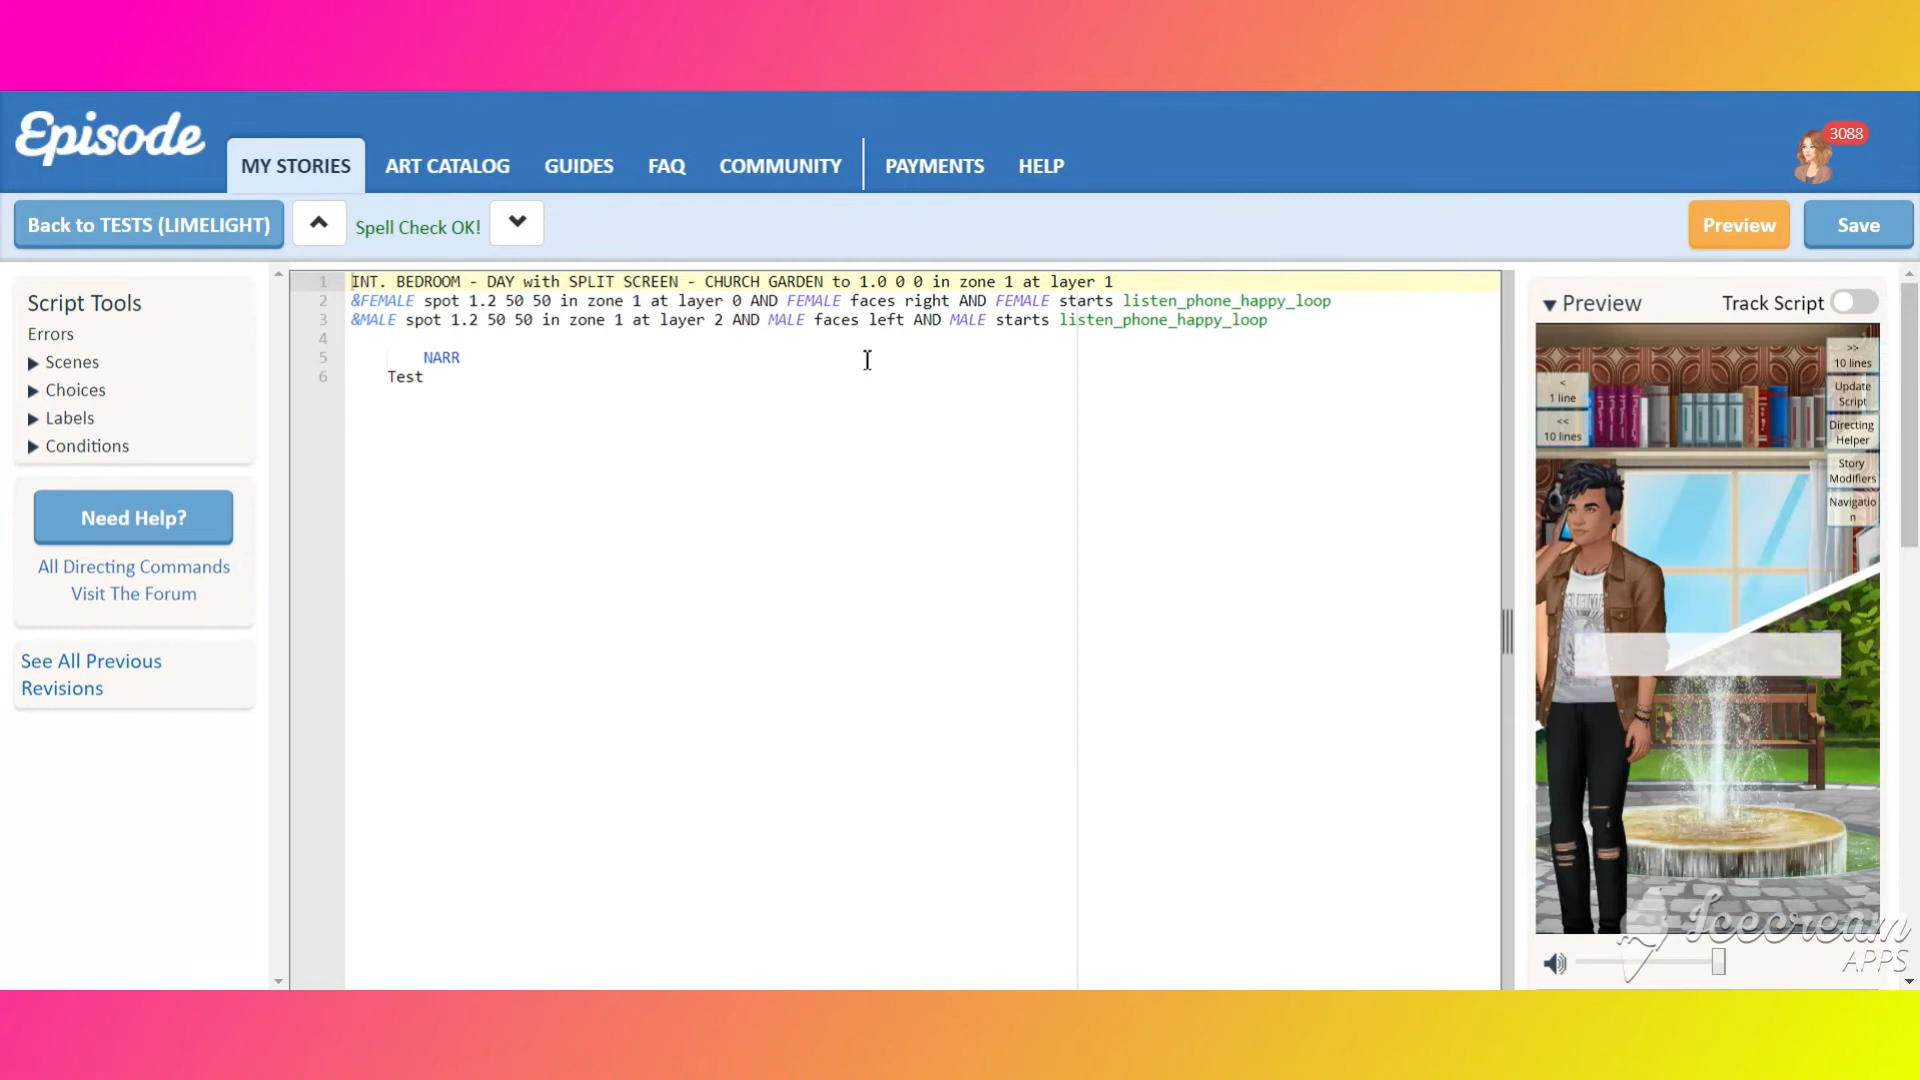 Episode
MY STORIES
ART CATALOG
GUIDES
FAQ
COMMUNITY
PAYMENTS
HELP
3088
Back to TESTS (LIMELIGHT)
Spell Check OK!
Preview
Save
Script Tools
Errors
Scenes
Choices
Labels
Conditions
Need Help?
All Directing Commands
Visit The Forum
See All Previous
Revisions
1 INT. BEDROOM - DAY with SPLIT SCREEN - CHURCH GARDEN to 1.0 0 0 in zone 1 at layer 1
2 &FEMALE spot 1.2 50 50 in zone 1 at layer 0 AND FEMALE faces right AND FEMALE starts listen_phone_happy_loop
3 &MALE spot 1.2 50 50 in zone 1 at layer 2 AND MALE faces left AND MALE starts listen_phone_happy_loop
4
5 NARR
6 Test
Preview
Track Script
>>
10 lines
<
1 line
Update
Script
<<
10 lines
Directing
Helper
Story
Modifiers
Navigatio
n
Icecream
APPS